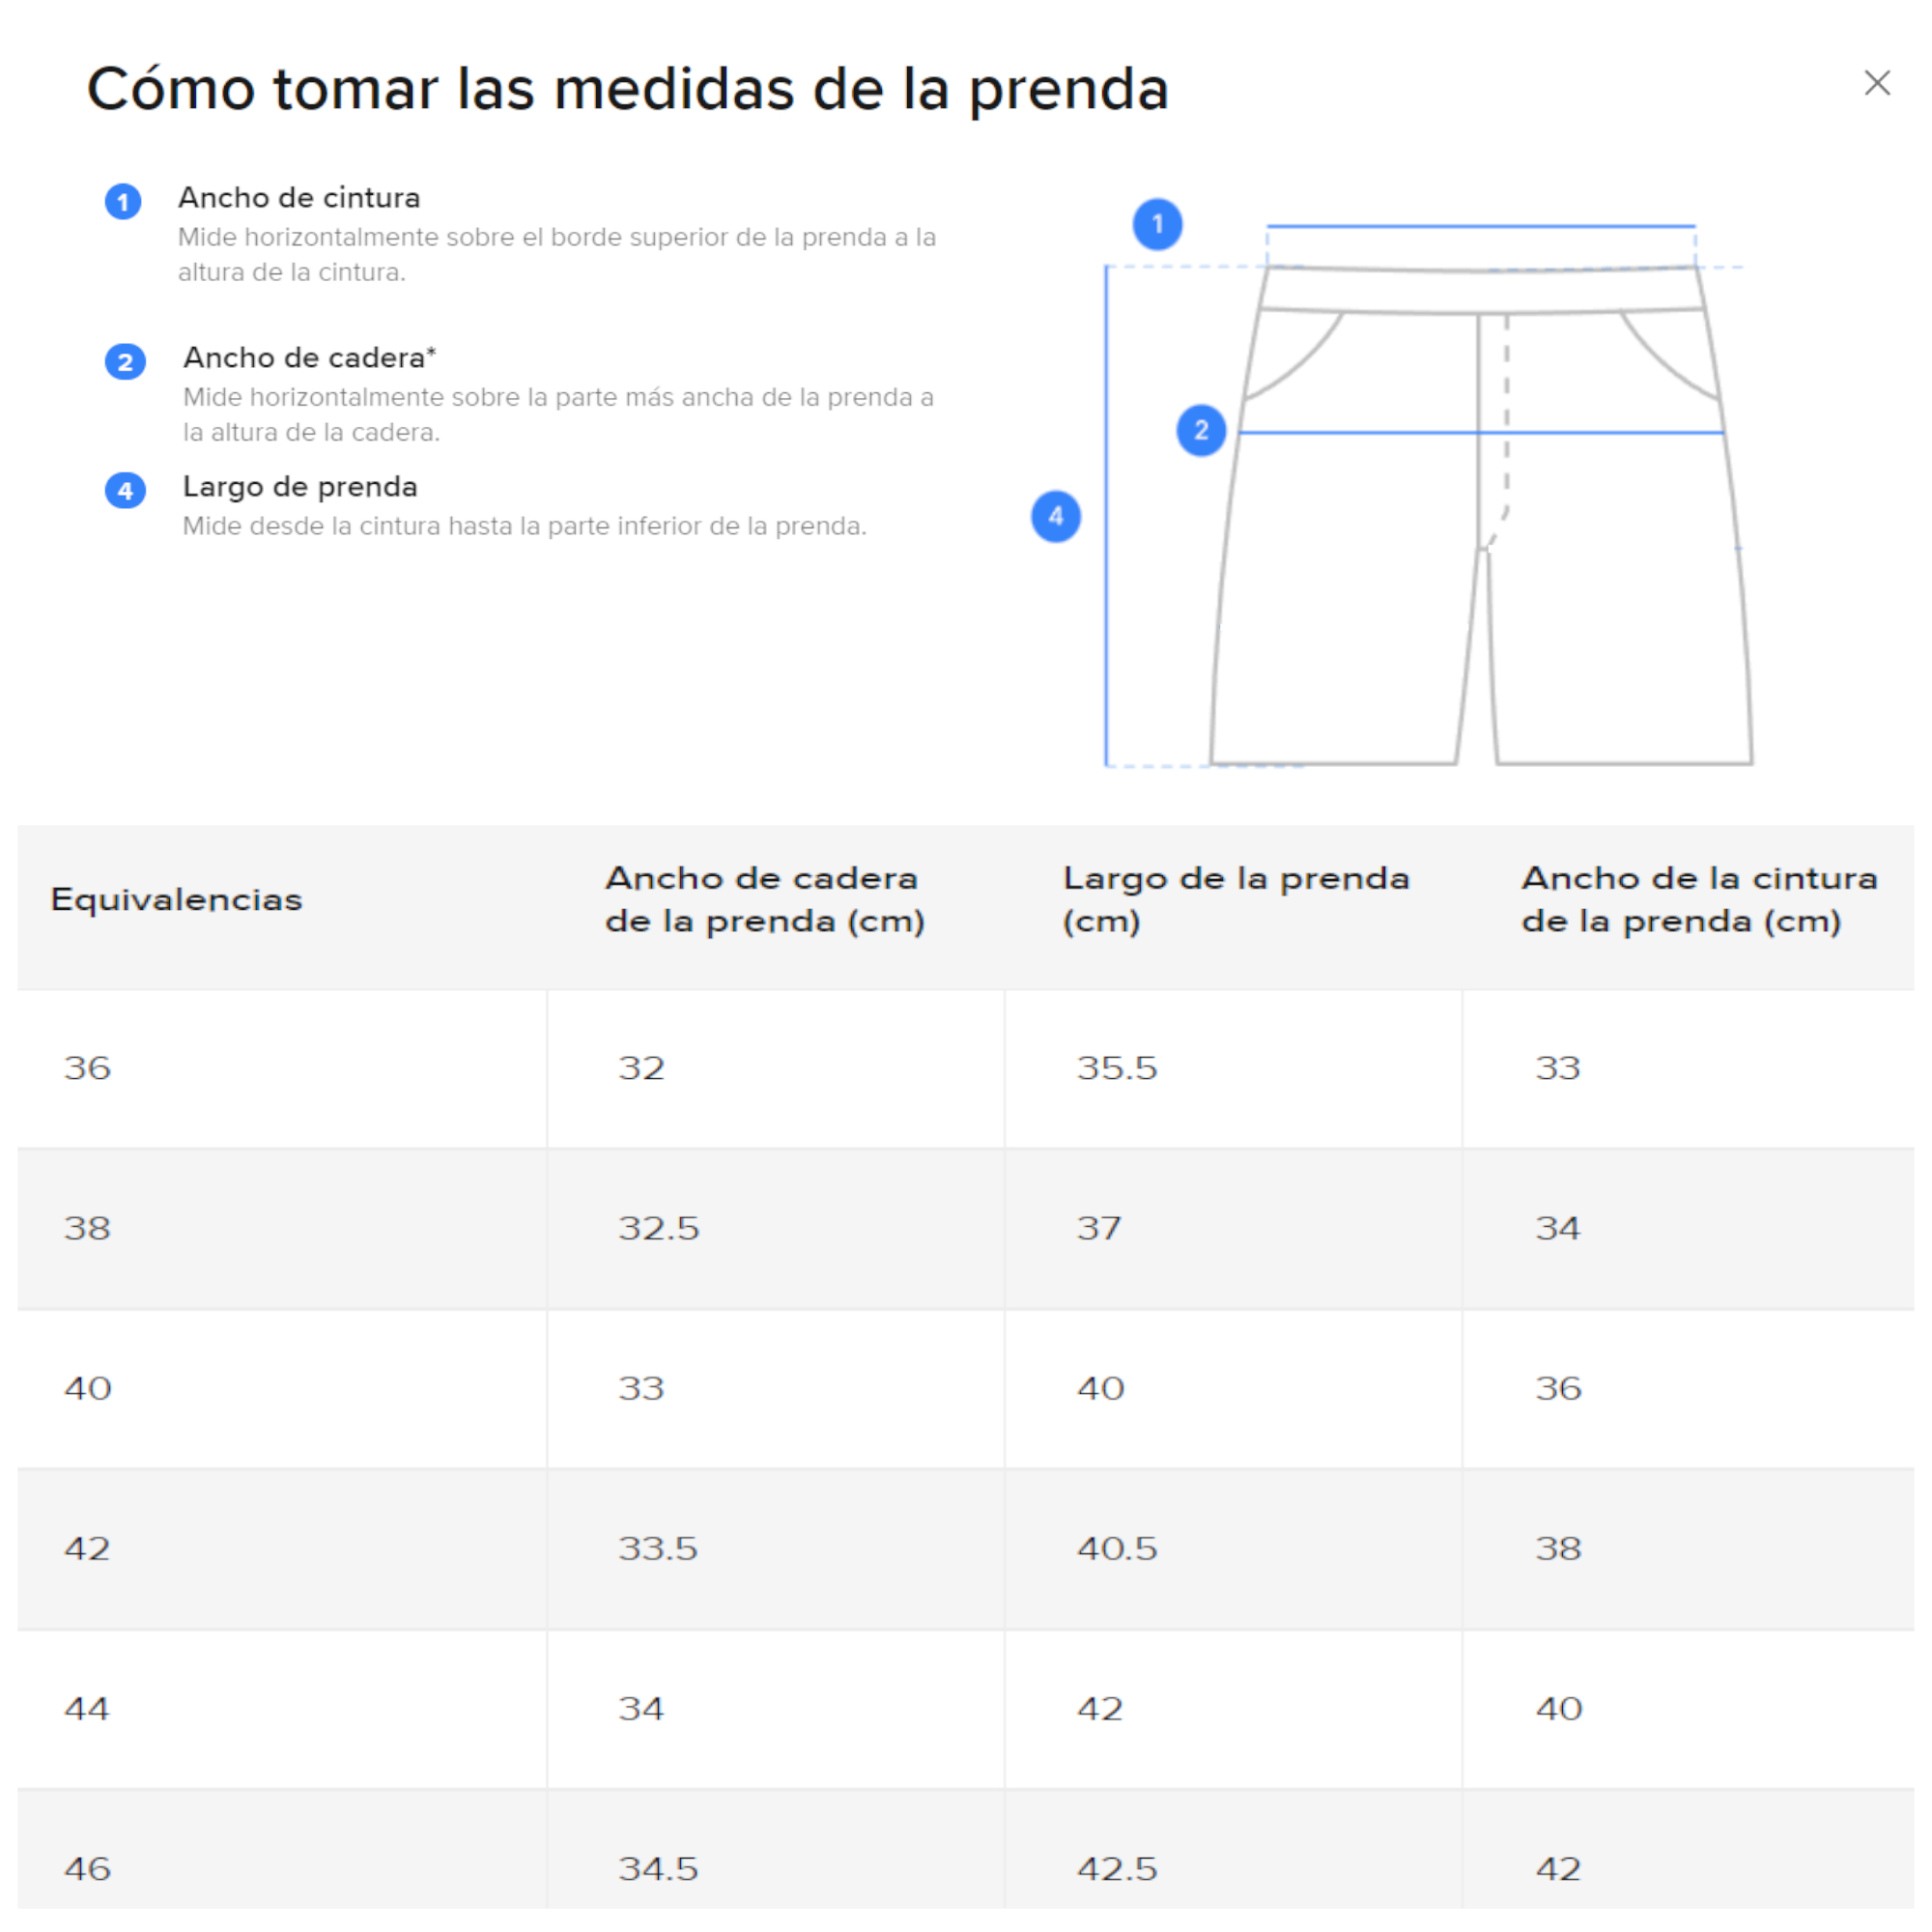 Cómo tomar las medidas de la prenda
1 Ancho de cintura
Mide horizontalmente sobre el borde superior de la prenda a la
altura de la cintura.
2 Ancho de cadera*
Mide horizontalmente sobre la parte más ancha de la prenda a
la altura de la cadera.
4 Largo de prenda
Mide desde la cintura hasta la parte inferior de la prenda.
1
2
4
Equivalencias
Ancho de cadera
de la prenda (cm)
Largo de la prenda
(cm)
Ancho de la cintura
de la prenda (cm)
36 32 35.5 33
38 32.5 37 34
40 33 40 36
42 33.5 40.5 38
44 34 42 40
46 34.5 42.5 42